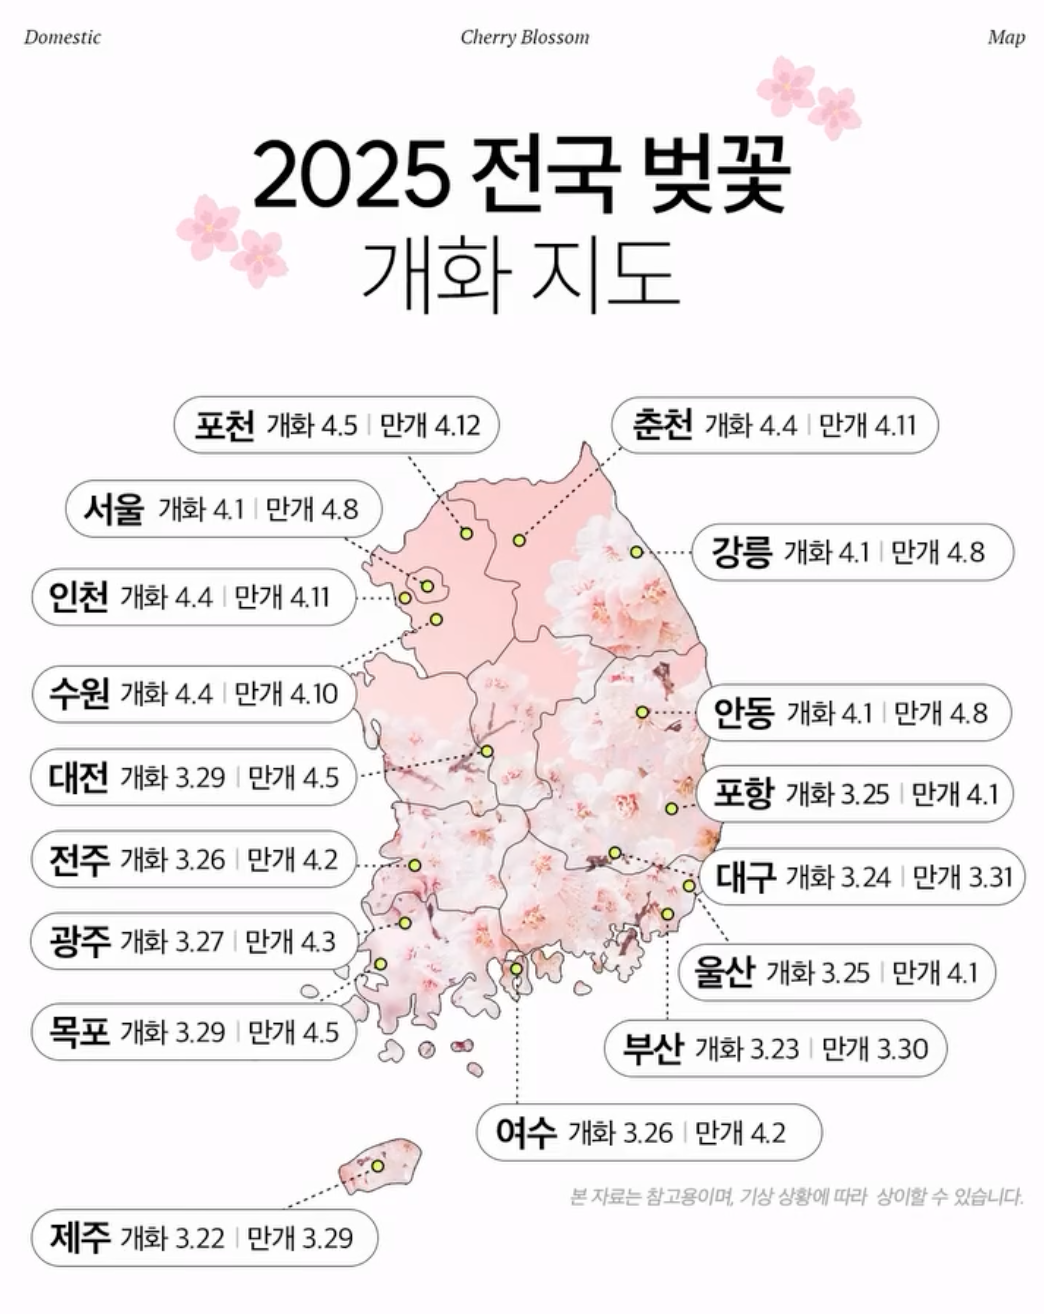 Domestic Cherry Blossom Map
2025 전국 벚꽃
개화 지도
포천 개화 4.5 | 만개 4.12
춘천 개화 4.4 | 만개 4.11
서울 개화 4.1 | 만개 4.8
강릉 개화 4.1 | 만개 4.8
인천 개화 4.4 | 만개 4.11
수원 개화 4.4 | 만개 4.10
안동 개화 4.1 | 만개 4.8
대전 개화 3.29 | 만개 4.5
포항 개화 3.25 | 만개 4.1
전주 개화 3.26 | 만개 4.2
대구 개화 3.24 | 만개 3.31
광주 개화 3.27 | 만개 4.3
울산 개화 3.25 | 만개 4.1
목포 개화 3.29 | 만개 4.5
부산 개화 3.23 | 만개 3.30
여수 개화 3.26 | 만개 4.2
본 자료는 참고용이며, 기상 상황에 따라 상이할 수 있습니다.
제주 개화 3.22 | 만개 3.29